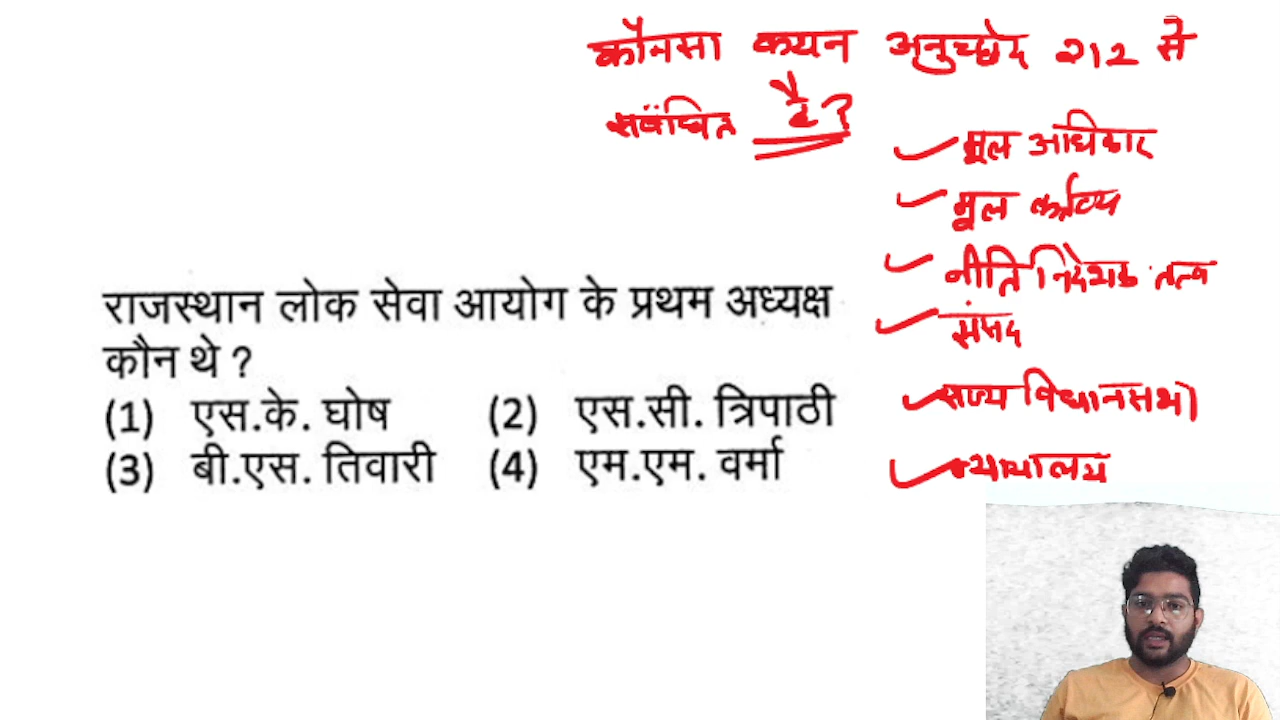 कौनसा कथन अनुच्छेद 212 से
संबंधित है?
मूल अधिकार
मूल कर्तव्य
नीति निदेशक तत्व
संसद
राज्य विधानसभा
न्यायालय
राजस्थान लोक सेवा आयोग के प्रथम अध्यक्ष
कौन थे ?
(1) एस.के. घोष (2) एस.सी. त्रिपाठी
(3) बी.एस. तिवारी (4) एम.एम. वर्मा